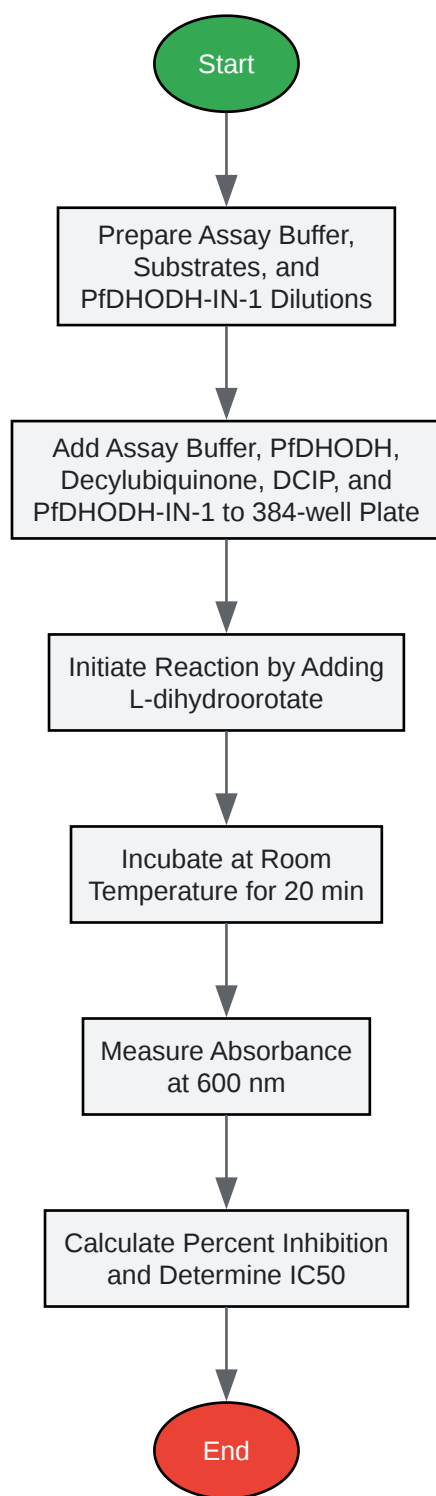 Start
Prepare Assay Buffer,
Substrates, and
PfDHODH-IN-1 Dilutions
Add Assay Buffer, PfDHODH,
Decylubiquinone, DCIP, and
PfDHODH-IN-1 to 384-well Plate
Initiate Reaction by Adding
L-dihydroorotate
Incubate at Room
Temperature for 20 min
Measure Absorbance
at 600 nm
Calculate Percent Inhibition
and Determine IC50
End